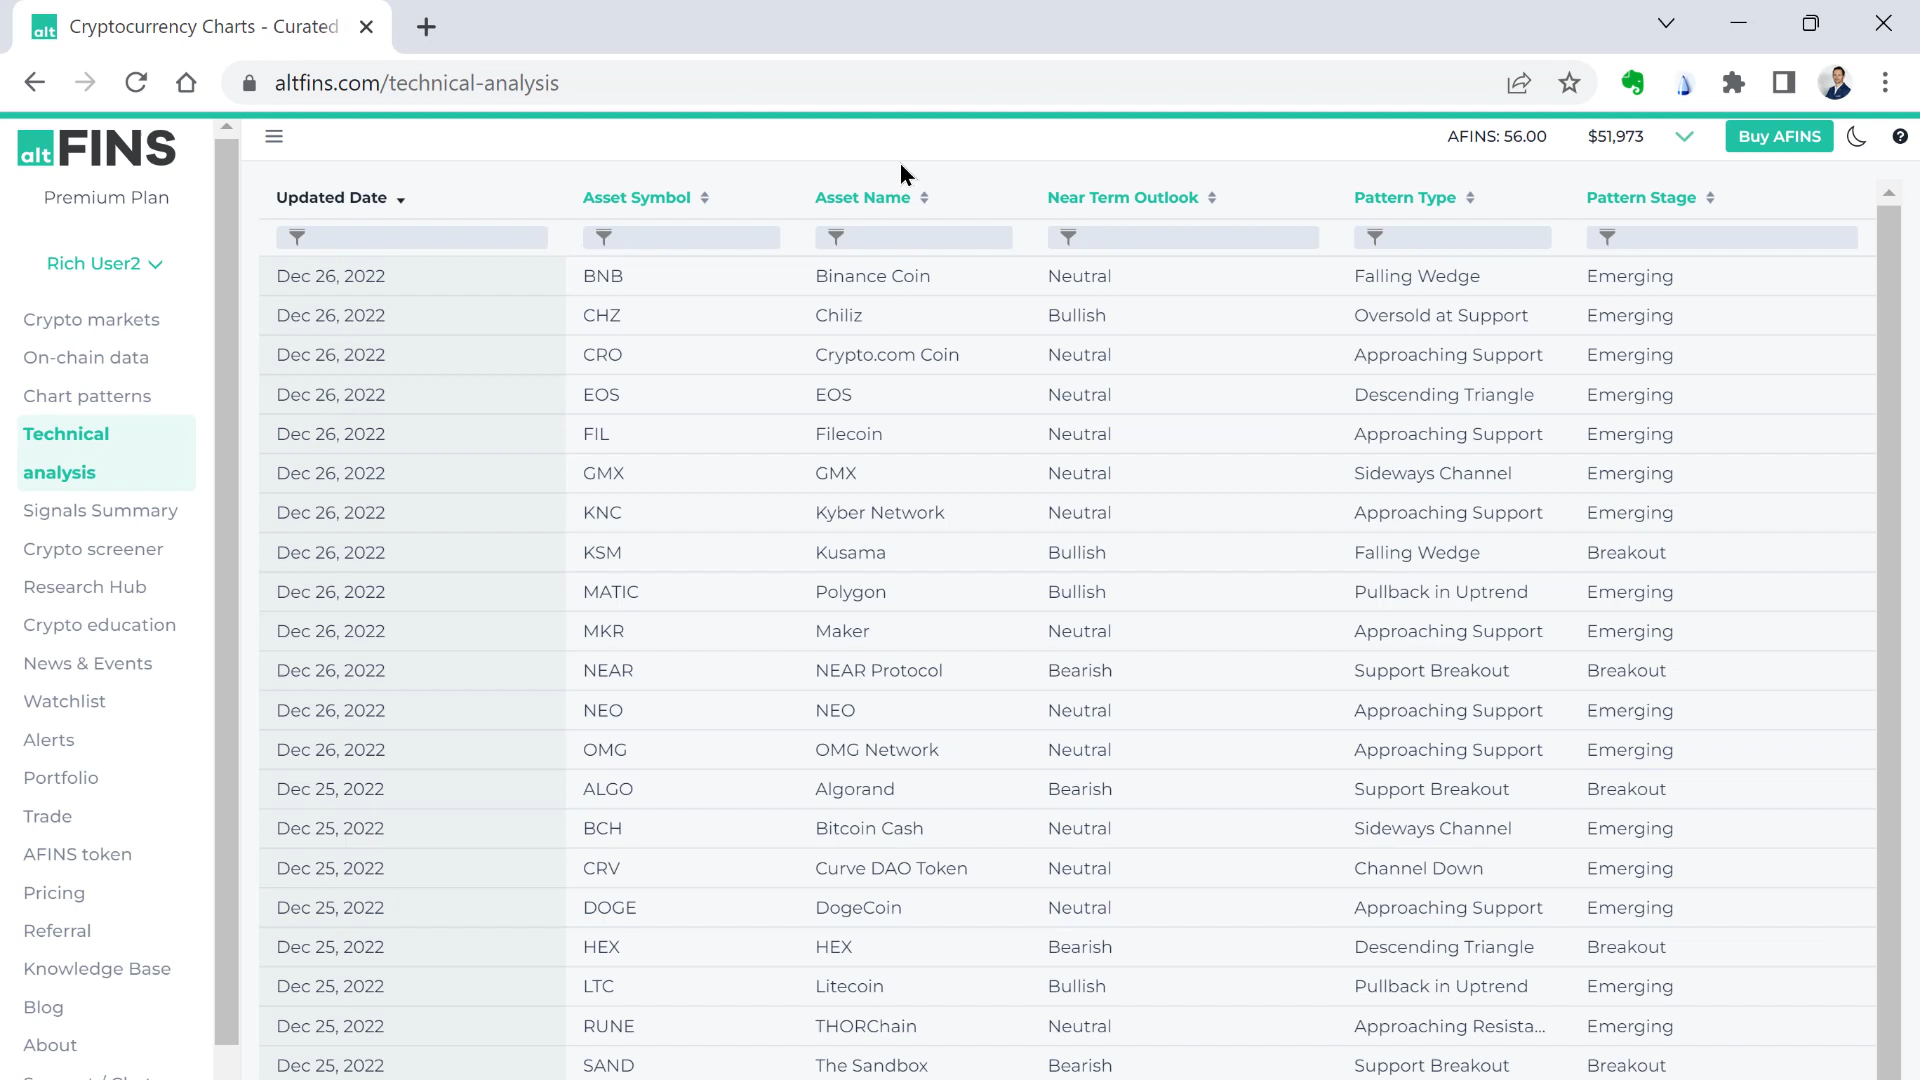 alt Cryptocurrency Charts - Curated
altfins.com/technical-analysis
altFINS
AFINS: 56.00 $51,973 Buy AFINS
Premium Plan
Rich User2
Crypto markets
On-chain data
Chart patterns
Technical
analysis
Signals Summary
Crypto screener
Research Hub
Crypto education
News & Events
Watchlist
Alerts
Portfolio
Trade
AFINS token
Pricing
Referral
Knowledge Base
Blog
About
Updated Date Asset Symbol Asset Name Near Term Outlook Pattern Type Pattern Stage
Dec 26, 2022 BNB Binance Coin Neutral Falling Wedge Emerging
Dec 26, 2022 CHZ Chiliz Bullish Oversold at Support Emerging
Dec 26, 2022 CRO Crypto.com Coin Neutral Approaching Support Emerging
Dec 26, 2022 EOS EOS Neutral Descending Triangle Emerging
Dec 26, 2022 FIL Filecoin Neutral Approaching Support Emerging
Dec 26, 2022 GMX GMX Neutral Sideways Channel Emerging
Dec 26, 2022 KNC Kyber Network Neutral Approaching Support Emerging
Dec 26, 2022 KSM Kusama Bullish Falling Wedge Breakout
Dec 26, 2022 MATIC Polygon Bullish Pullback in Uptrend Emerging
Dec 26, 2022 MKR Maker Neutral Approaching Support Emerging
Dec 26, 2022 NEAR NEAR Protocol Bearish Support Breakout Breakout
Dec 26, 2022 NEO NEO Neutral Approaching Support Emerging
Dec 26, 2022 OMG OMG Network Neutral Approaching Support Emerging
Dec 25, 2022 ALGO Algorand Bearish Support Breakout Breakout
Dec 25, 2022 BCH Bitcoin Cash Neutral Sideways Channel Emerging
Dec 25, 2022 CRV Curve DAO Token Neutral Channel Down Emerging
Dec 25, 2022 DOGE DogeCoin Neutral Approaching Support Emerging
Dec 25, 2022 HEX HEX Bearish Descending Triangle Breakout
Dec 25, 2022 LTC Litecoin Bullish Pullback in Uptrend Emerging
Dec 25, 2022 RUNE THORChain Neutral Approaching Resista... Emerging
Dec 25, 2022 SAND The Sandbox Bearish Support Breakout Breakout